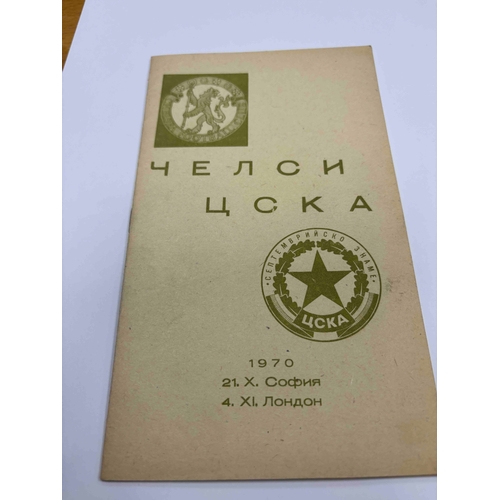 ЧЕЛСИ
ЦСКА
• СЕПТЕМВРИЙСКО ЗНАМЕ •
ЦСКА
1970
21. X. София
4. XI. Лондон